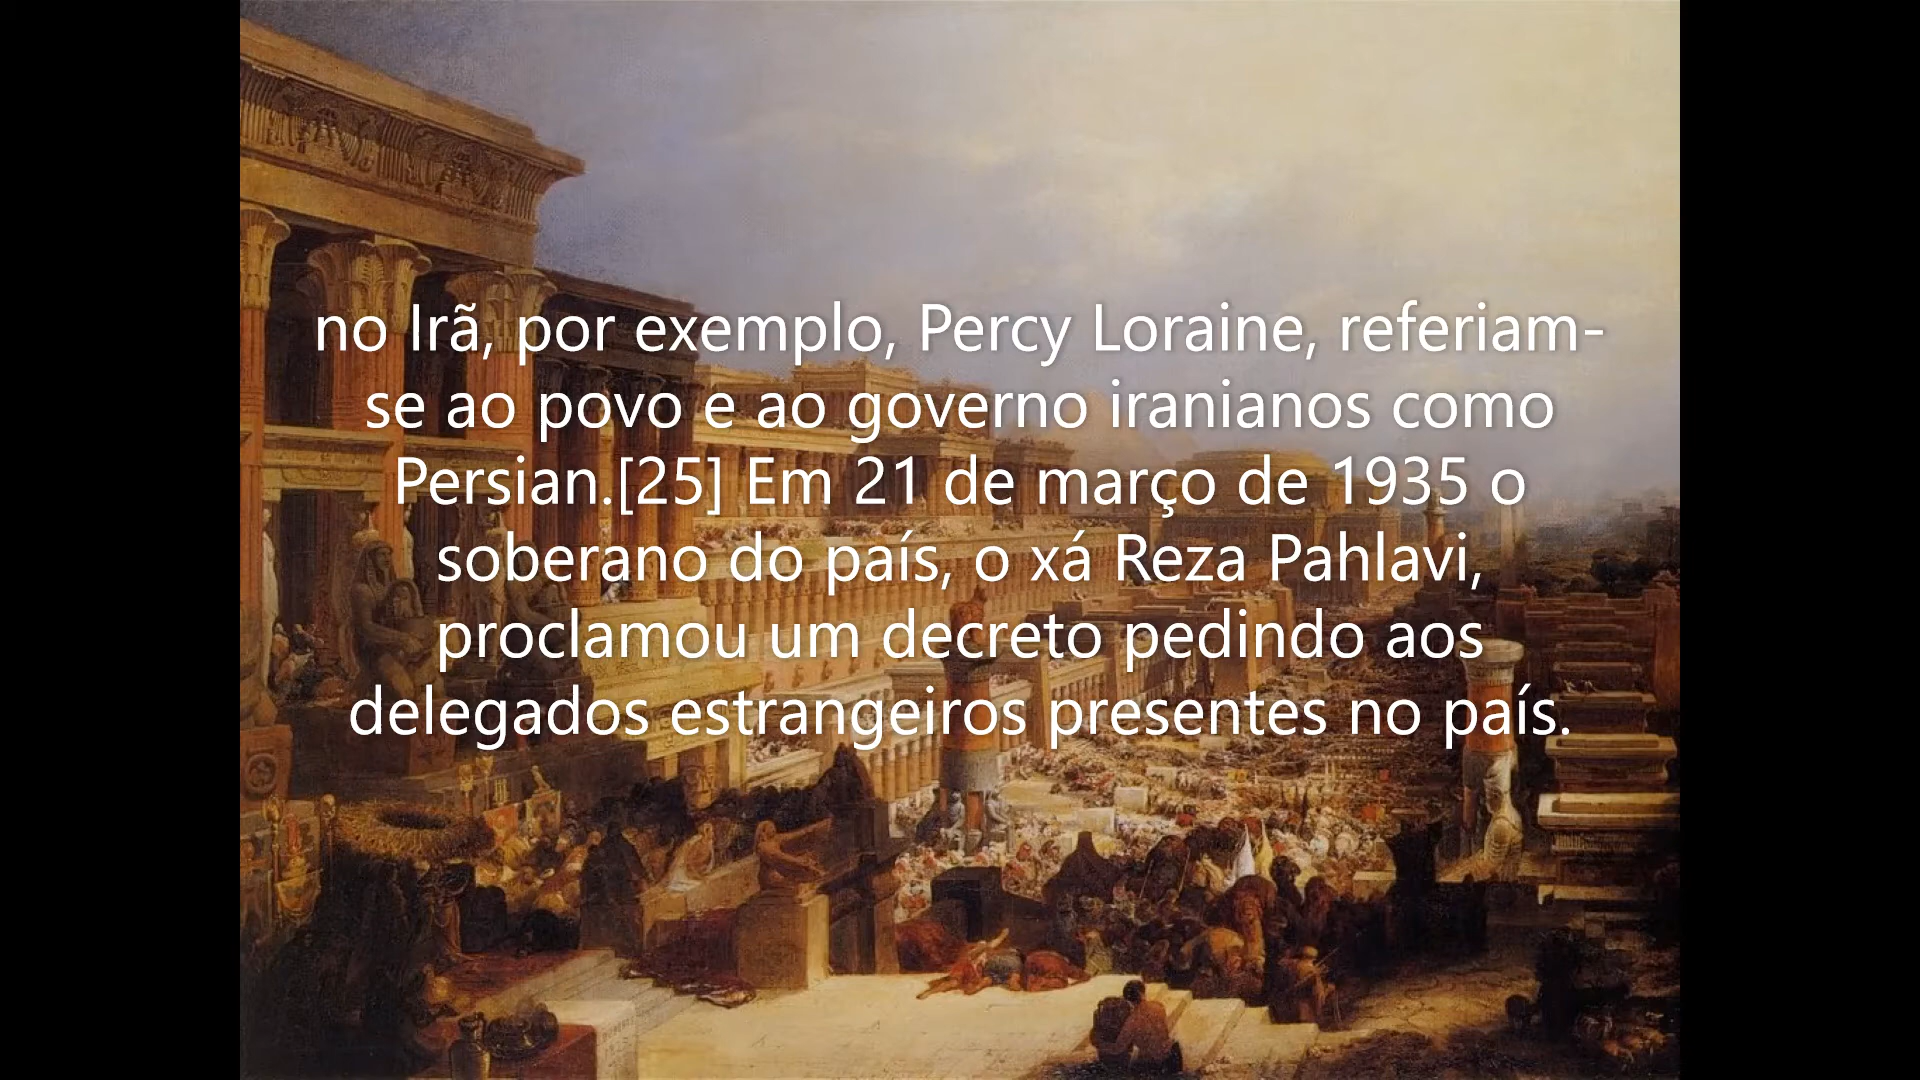 no Irã, por exemplo, Percy Loraine, referiam-
se ao povo e ao governo iranianos como
Persian.[25] Em 21 de março de 1935 o
soberano do país, o xá Reza Pahlavi,
proclamou um decreto pedindo aos
delegados estrangeiros presentes no país.